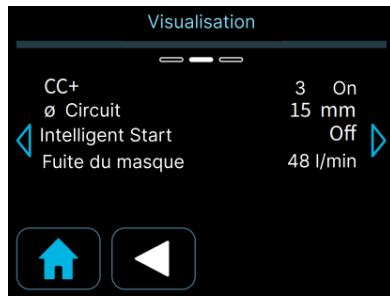 Visualisation
CC+ 3 On
ø Circuit 15 mm
Intelligent Start Off
Fuite du masque 48 l/min